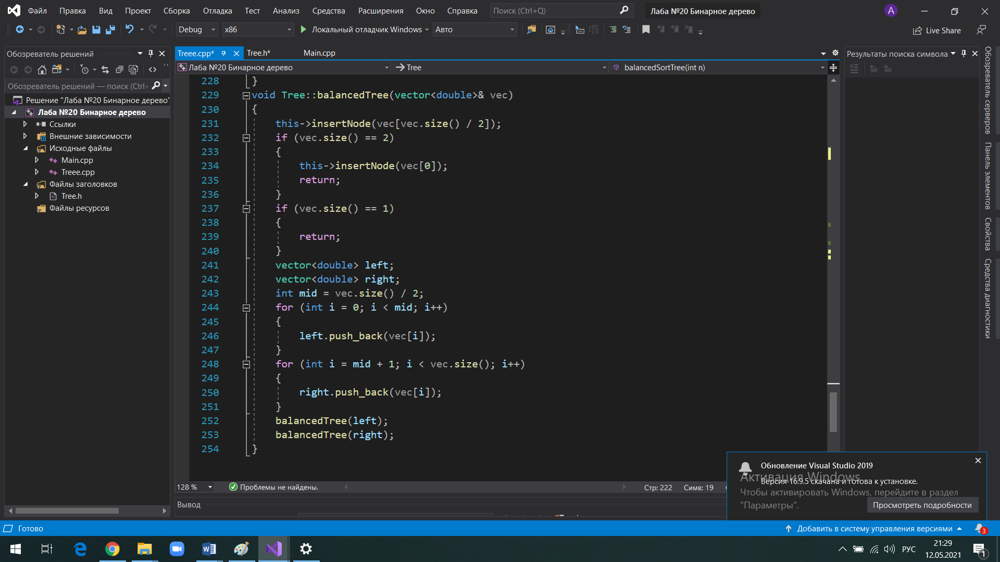 Файл Правка Вид Проект Сборка Отладка Тест Анализ Средства Расширения Окно Справка Поиск (Ctrl+Q) Лаба №20 Бинарное дерево A
Debug x86 Локальный отладчик Windows Авто Live Share
Обозреватель решений
Обозреватель решений — поиск (Ctrl+
Решение "Лаба №20 Бинарное дерево"
Лаба №20 Бинарное дерево
Ссылки
Внешние зависимости
Исходные файлы
Main.cpp
Treee.cpp
Файлы заголовков
Tree.h
Файлы ресурсов
Treee.cpp* Tree.h* Main.cpp
Лаба №20 Бинарное дерево Tree balancedSortTree(int n)
228 }
229 void Tree::balancedTree(vector<double>& vec)
230 {
231 this->insertNode(vec[vec.size() / 2]);
232 if (vec.size() == 2)
233 {
234 this->insertNode(vec[0]);
235 return;
236 }
237 if (vec.size() == 1)
238 {
239 return;
240 }
241 vector<double> left;
242 vector<double> right;
243 int mid = vec.size() / 2;
244 for (int i = 0; i < mid; i++)
245 {
246 left.push_back(vec[i]);
247 }
248 for (int i = mid + 1; i < vec.size(); i++)
249 {
250 right.push_back(vec[i]);
251 }
252 balancedTree(left);
253 balancedTree(right);
254 }
128 % Проблемы не найдены. Стр: 222 Симв: 19
Вывод
Результаты поиска символа
Обозреватель серверов
Панель элементов
Свойства
Средства диагностики
Обновление Visual Studio 2019
Активация Windows
Версия 16.9.5 скачана и готова к установке.
Чтобы активировать Windows, перейдите в раздел
"Параметры".
Просмотреть подробности
Готово Добавить в систему управления версиями 3
РУС 21:29
12.05.2021
1